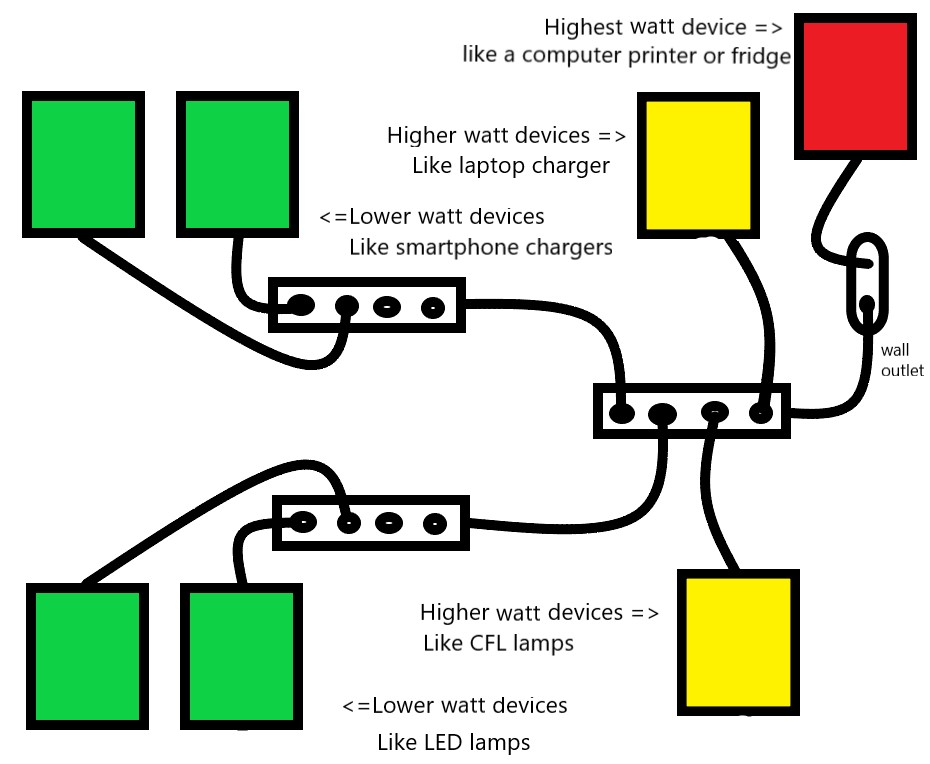 Highest watt device =>
like a computer printer or fridge
Higher watt devices =>
Like laptop charger
<=Lower watt devices
Like smartphone chargers
wall
outlet
Higher watt devices =>
Like CFL lamps
<=Lower watt devices
Like LED lamps